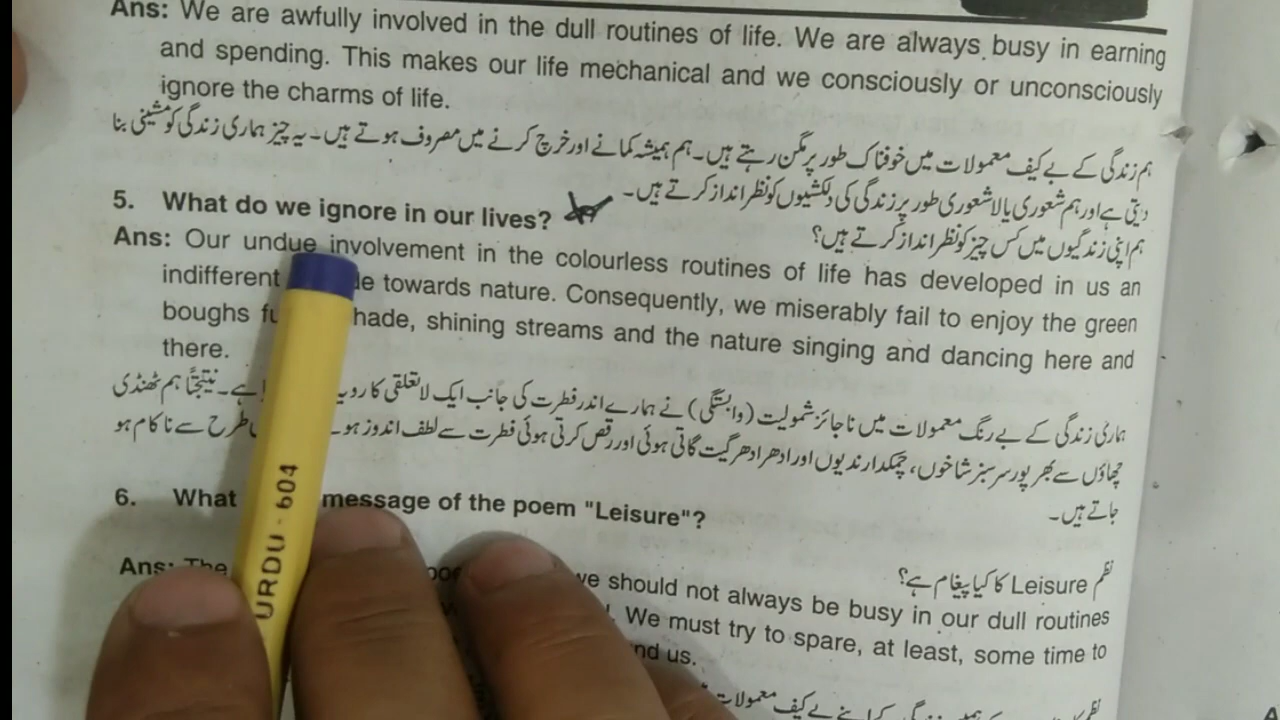 Ans: We are awfully involved in the dull routines of life. We are always busy in earning
and spending. This makes our life mechanical and we consciously or unconsciously
ignore the charms of life.
ہم زندگی کے بے کیف معمولات میں خوفناک طور پر مگن رہتے ہیں۔ ہم ہمیشہ کمانے اور خرچ کرنے میں مصروف ہوتے ہیں۔ یہ چیز ہماری زندگی کو مشینی بنا
دیتی ہے اور ہم شعوری یا لاشعوری طور پر زندگی کی دلکشیوں کو نظر انداز کرتے ہیں۔
5. What do we ignore in our lives?
ہم اپنی زندگیوں میں کس چیز کو نظر انداز کرتے ہیں؟
Ans: Our undue involvement in the colourless routines of life has developed in us an
indifferent towards nature. Consequently, we miserably fail to enjoy the green
boughs hade, shining streams and the nature singing and dancing here and
there.
ہماری زندگی کے بے رنگ معمولات میں ناجائز شمولیت (وابستگی) نے ہمارے اندر فطرت کی جانب ایک لاتعلقی کا رویہ ہے۔ نتیجتاً ہم ٹھنڈی
چھاؤں سے بھرپور سرسبز شاخوں، چمکدار ندیوں اور ادھر ادھر گیت گاتی ہوئی اور رقص کرتی ہوئی فطرت سے لطف اندوز طرح سے ناکام ہو
جاتے ہیں۔
6. What message of the poem "Leisure"?
نظم Leisure کا کیا پیغام ہے؟
Ans: The we should not always be busy in our dull routines
We must try to spare, at least, some time to
nd us.
URDU - 604